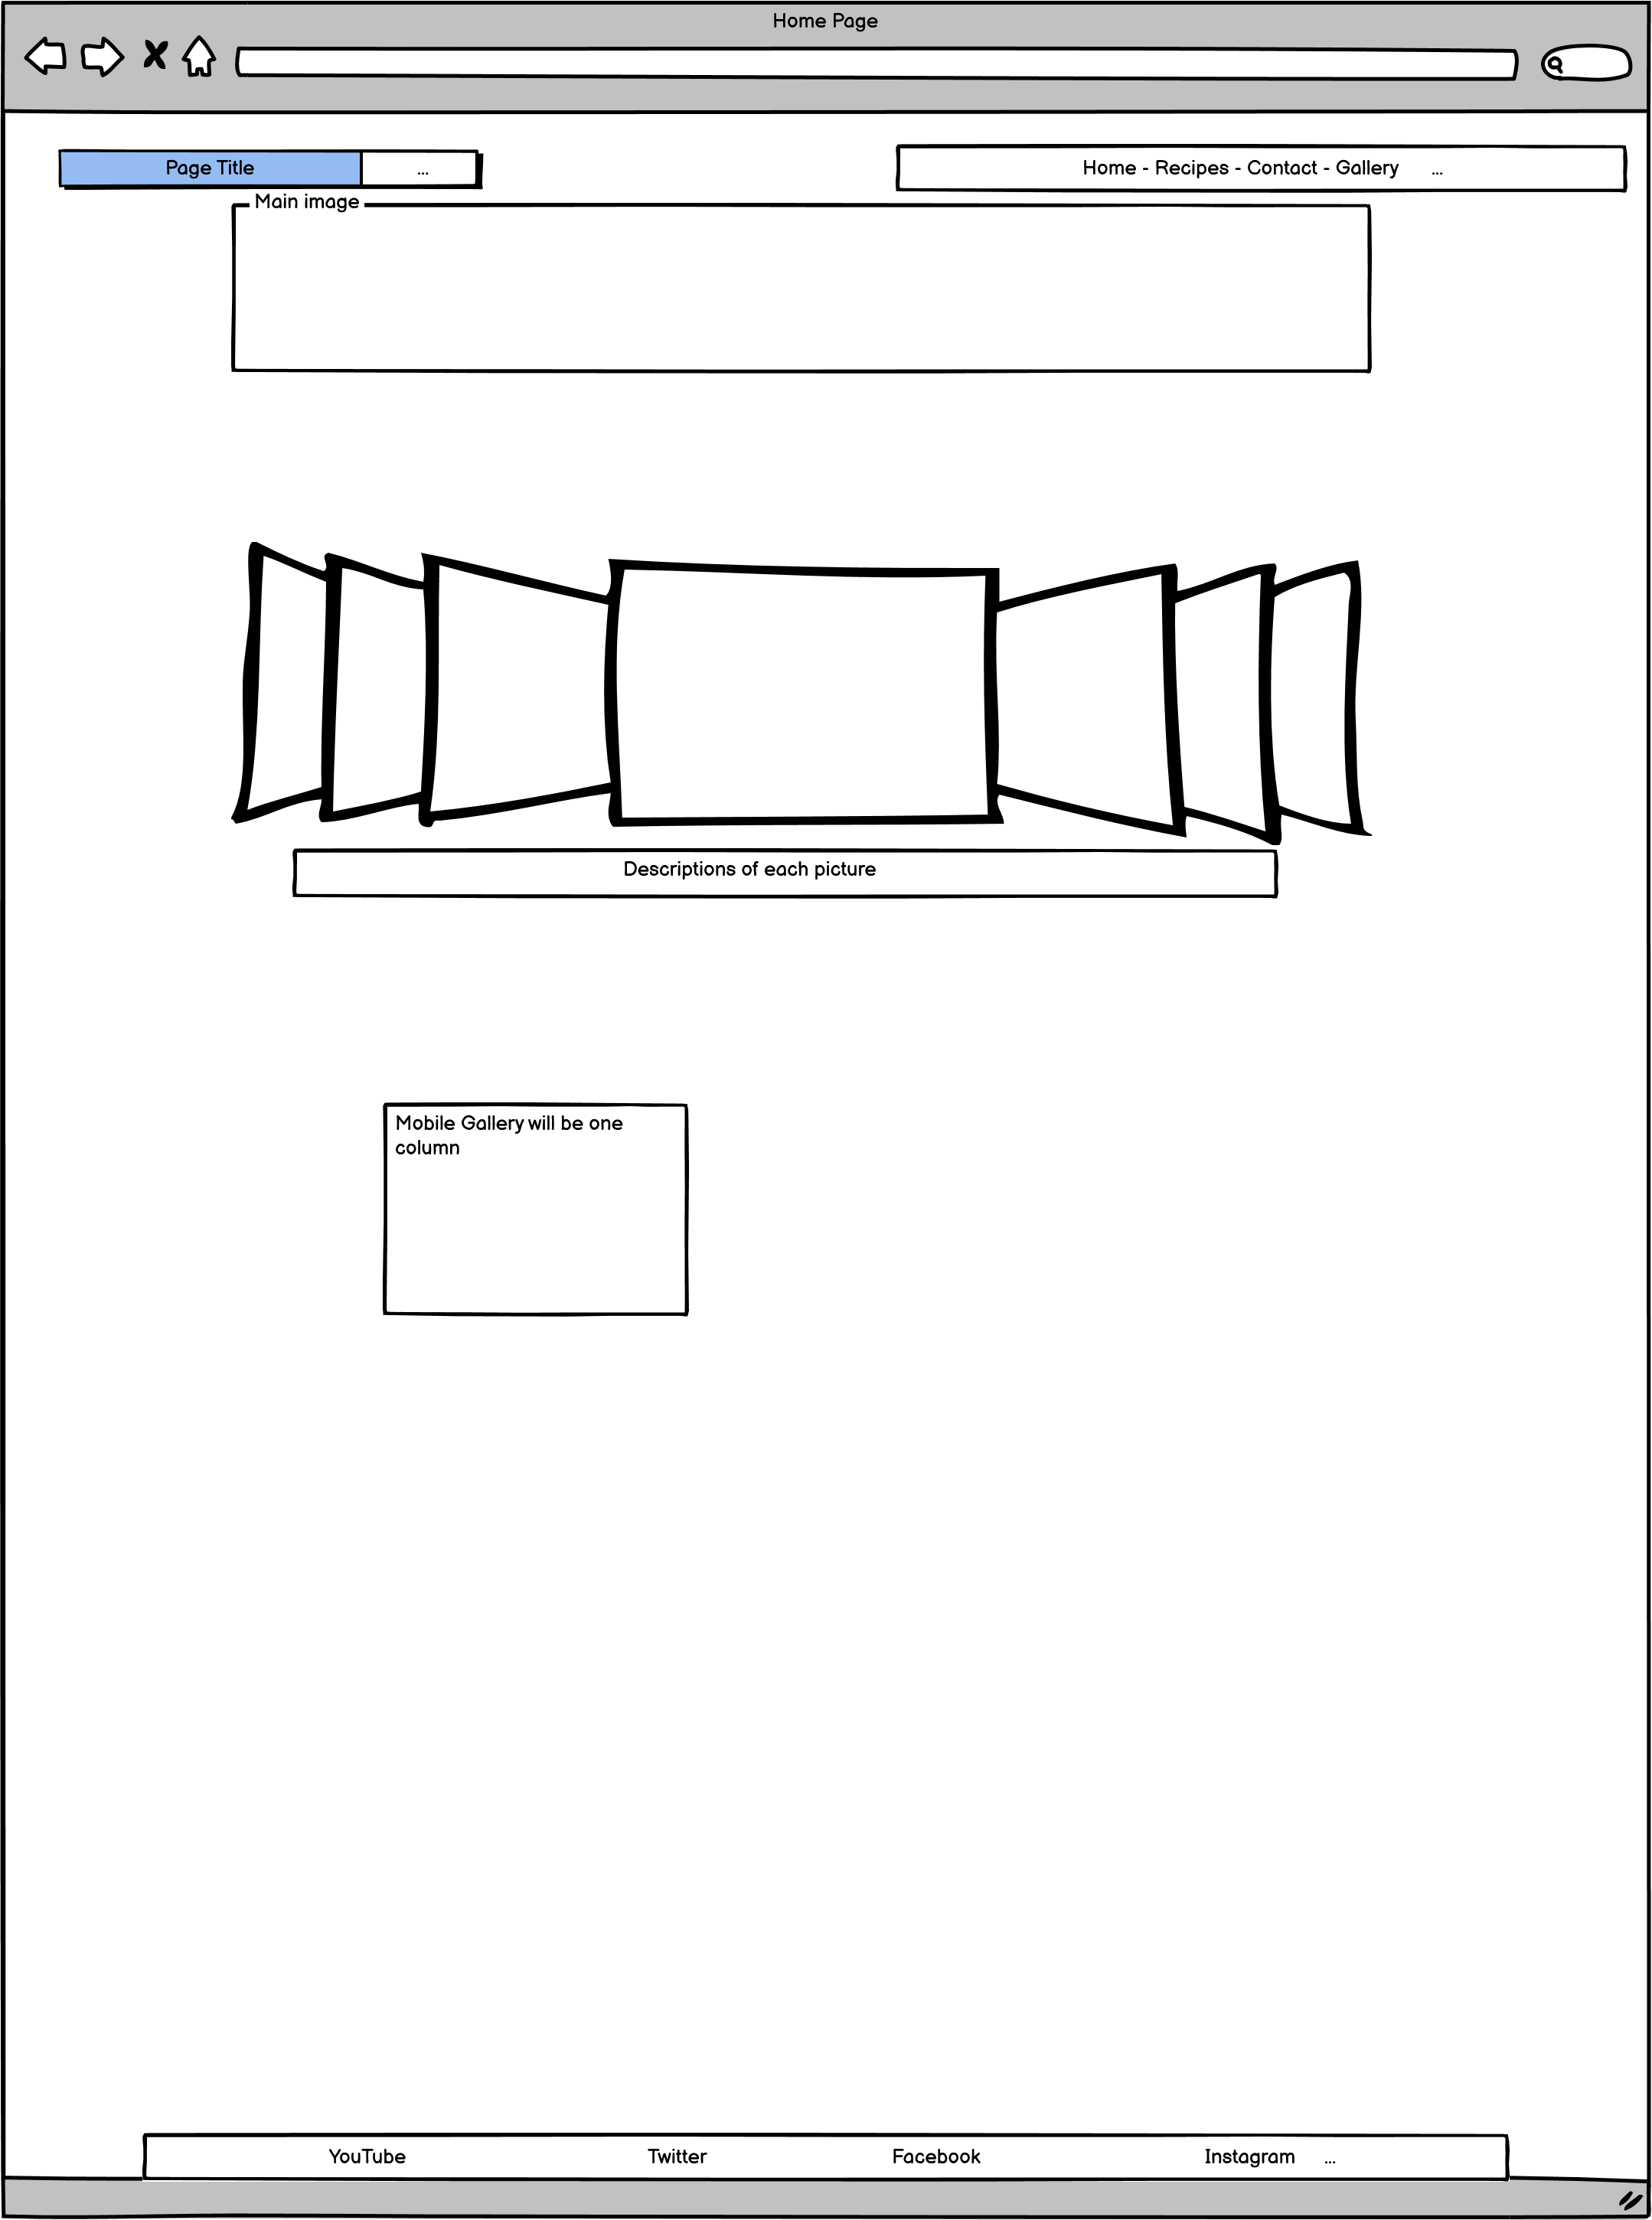 Home Page
Page Title ...
Home - Recipes - Contact - Gallery ...
Main image
Descriptions of each picture
Mobile Gallery will be one
column
YouTube Twitter Facebook Instagram ...